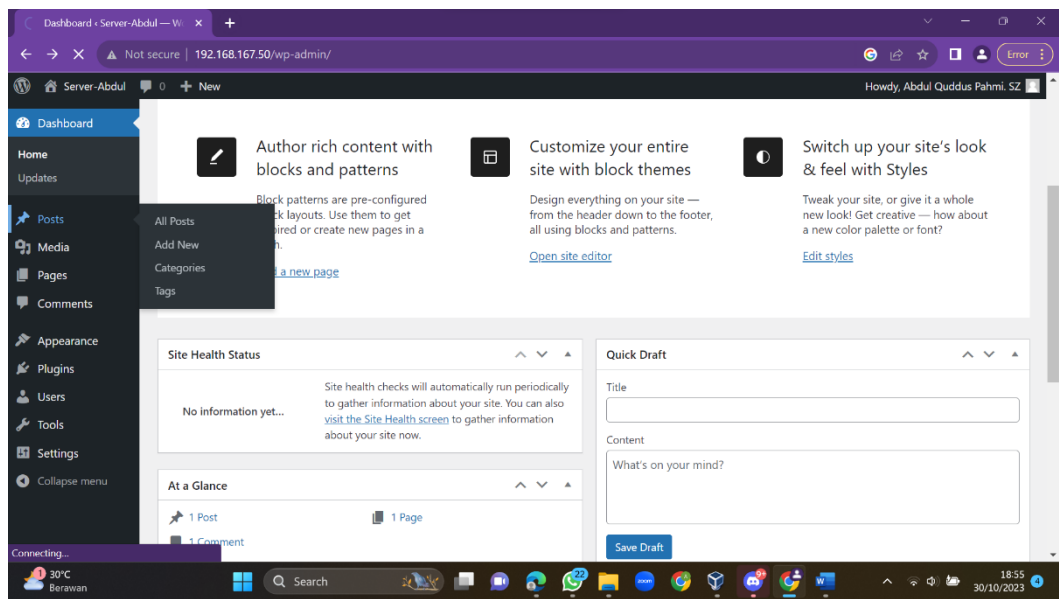 Dashboard ‹ Server-Abdul — W
Not secure | 192.168.167.50/wp-admin/
Error
Server-Abdul 0 + New
Howdy, Abdul Quddus Pahmi. SZ
Dashboard
Home
Updates
Posts
Media
Pages
Comments
Appearance
Plugins
Users
Tools
Settings
Collapse menu
All Posts
Add New
Categories
Tags
Author rich content with
blocks and patterns
Block patterns are pre-configured
layouts. Use them to get
or create new pages in a
a new page
Customize your entire
site with block themes
Design everything on your site —
from the header down to the footer,
all using blocks and patterns.
Open site editor
Switch up your site’s look
& feel with Styles
Tweak your site, or give it a whole
new look! Get creative — how about
a new color palette or font?
Edit styles
Site Health Status
No information yet...
Site health checks will automatically run periodically
to gather information about your site. You can also
visit the Site Health screen to gather information
about your site now.
At a Glance
1 Post
1 Page
1 Comment
Quick Draft
Title
Content
What’s on your mind?
Save Draft
Connecting...
1
30°C
Berawan
Search
22
zoom
9+
W
18:55
30/10/2023
4